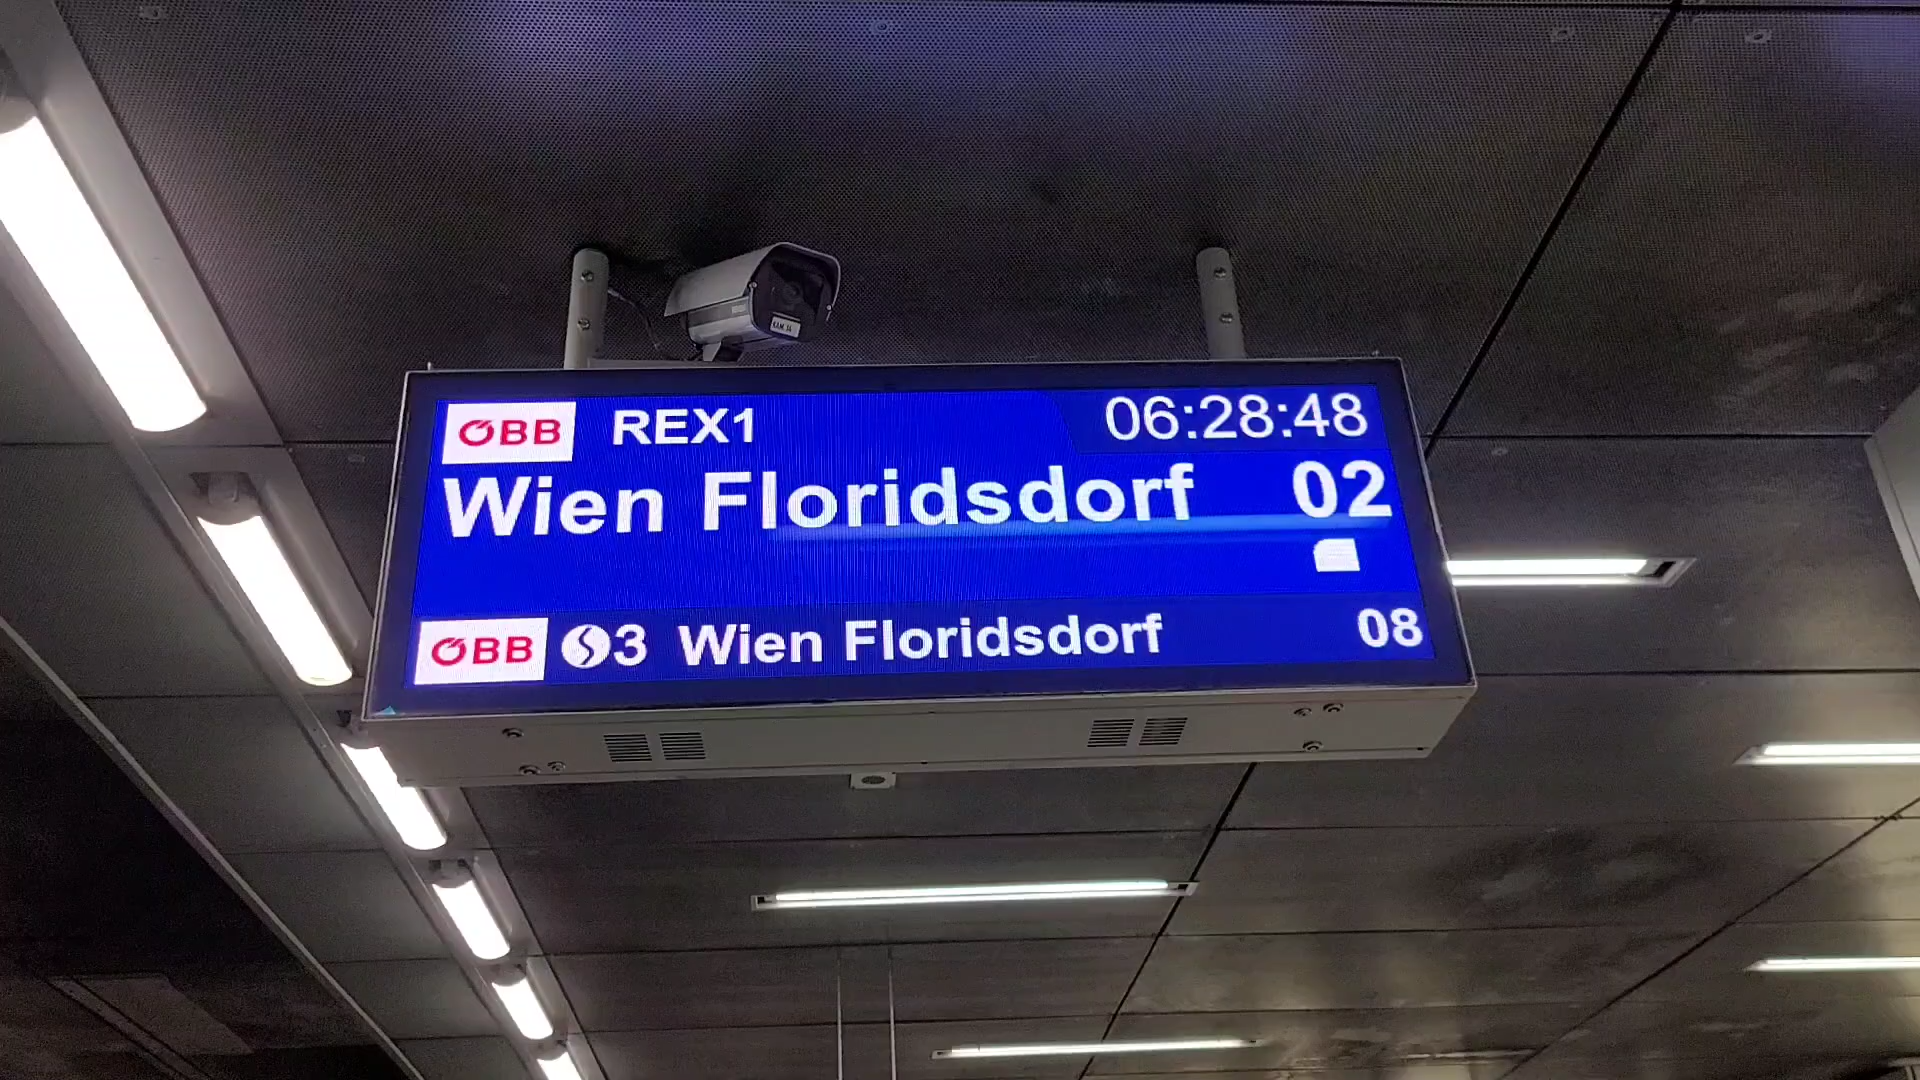 ÖBB REX1 06:28:48
Wien Floridsdorf 02
ÖBB S3 Wien Floridsdorf 08